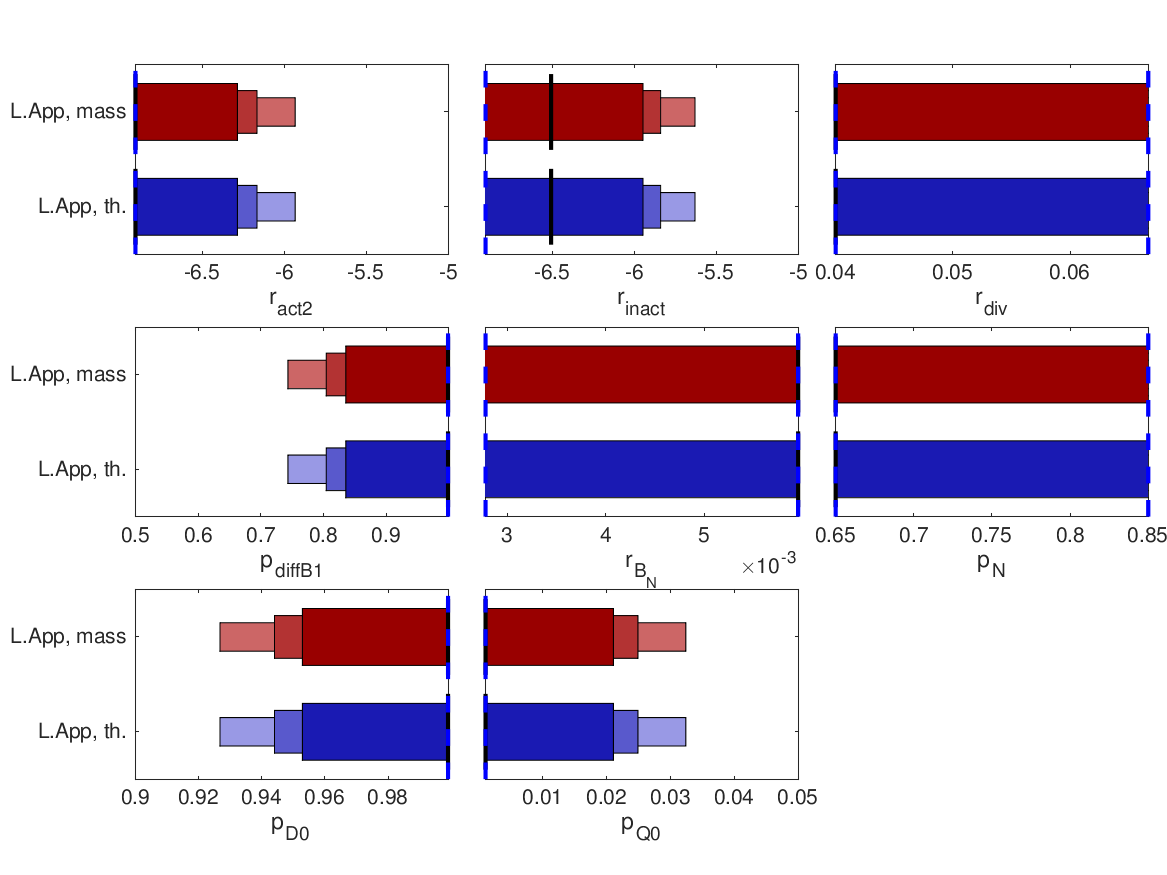 L.App, mass
L.App, th.
-6.5 -6 -5.5 -5
r_act2
-6.5 -6 -5.5 -5
r_inact
0.04 0.05 0.06
r_div
L.App, mass
L.App, th.
0.5 0.6 0.7 0.8 0.9
p_diffB1
3 4 5
×10^-3
r_B_N
0.65 0.7 0.75 0.8 0.85
p_N
L.App, mass
L.App, th.
0.9 0.92 0.94 0.96 0.98
p_D0
0.01 0.02 0.03 0.04 0.05
p_Q0